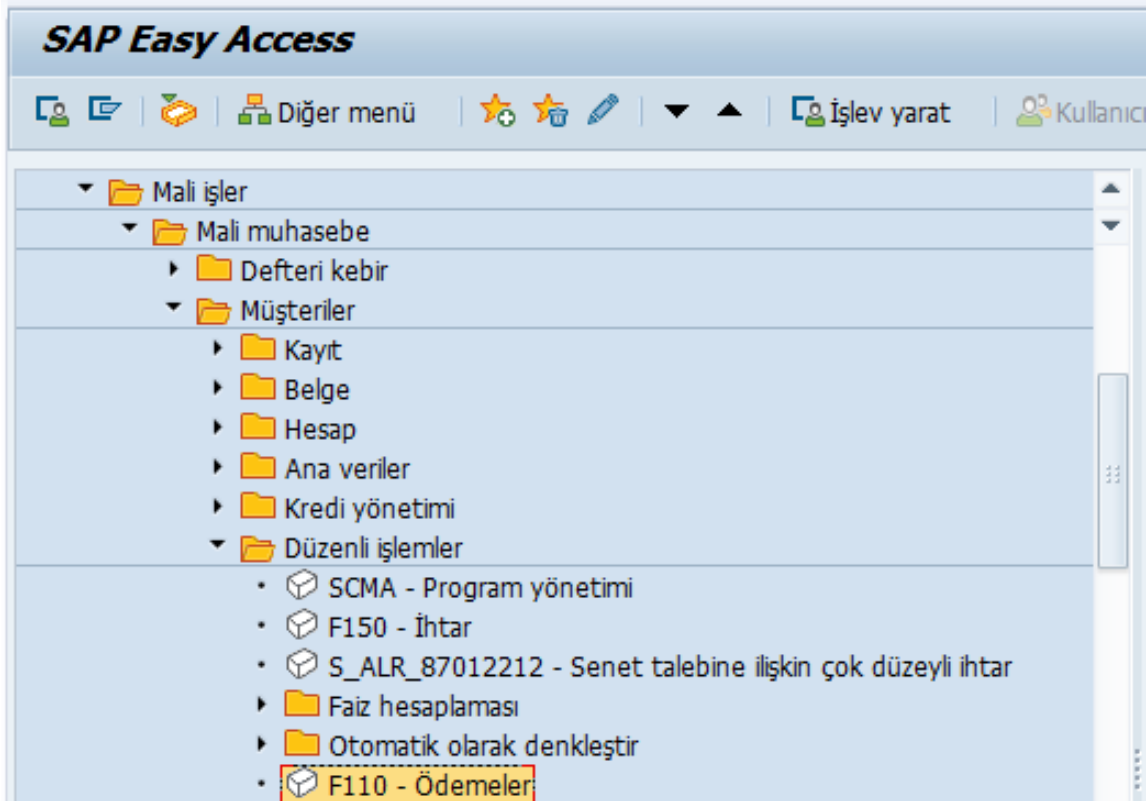 SAP Easy Access
Diğer menü İşlev yarat
Mali işler
Mali muhasebe
Defteri kebir
Müşteriler
Kayıt
Belge
Hesap
Ana veriler
Kredi yönetimi
Düzenli işlemler
SCMA - Program yönetimi
F150 - İhtar
S_ALR_87012212 - Senet talebine ilişkin çok düzeyli ihtar
Faiz hesaplaması
Otomatik olarak denkleştir
F110 - Ödemeler